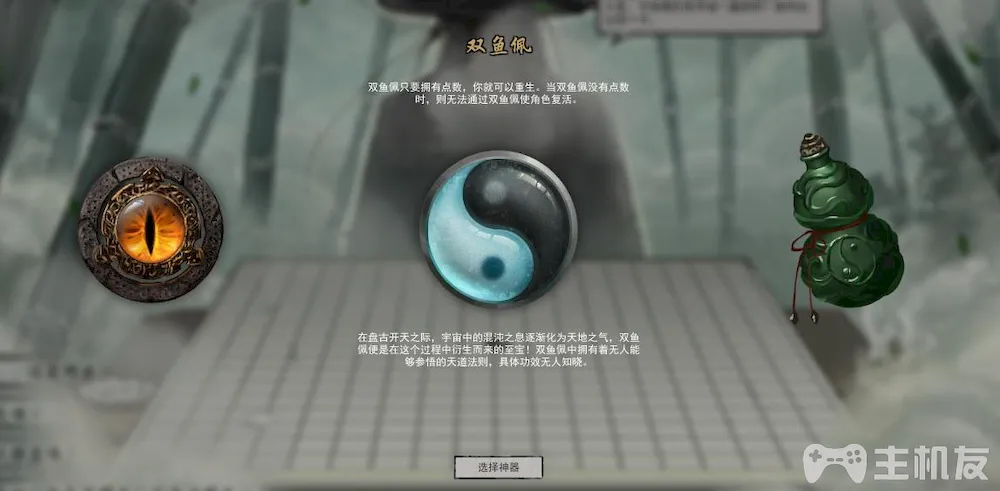 双鱼佩
双鱼佩只要拥有点数，你就可以重生。当双鱼佩没有点数
时，则无法通过双鱼佩使角色复活。
在盘古开天之际，宇宙中的混沌之息逐渐化为天地之气，双鱼
佩便是在这个过程中衍生而来的至宝！双鱼佩中拥有着无人能
够参悟的天道法则，具体功效无人知晓。
选择神器
主机友